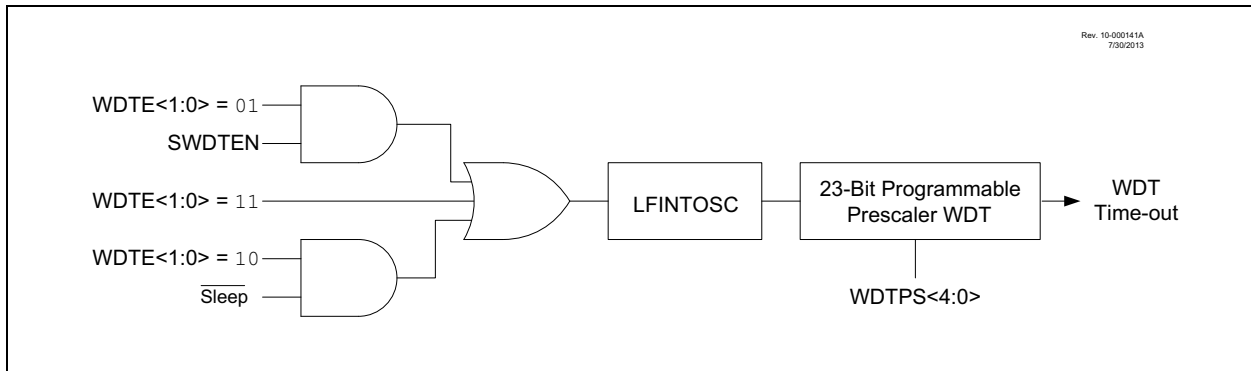 Rev. 10-000141A
7/30/2013
WDTE<1:0> = 01
SWDTEN
WDTE<1:0> = 11
WDTE<1:0> = 10
Sleep
LFINTOSC
23-Bit Programmable
Prescaler WDT
WDT
Time-out
WDTPS<4:0>